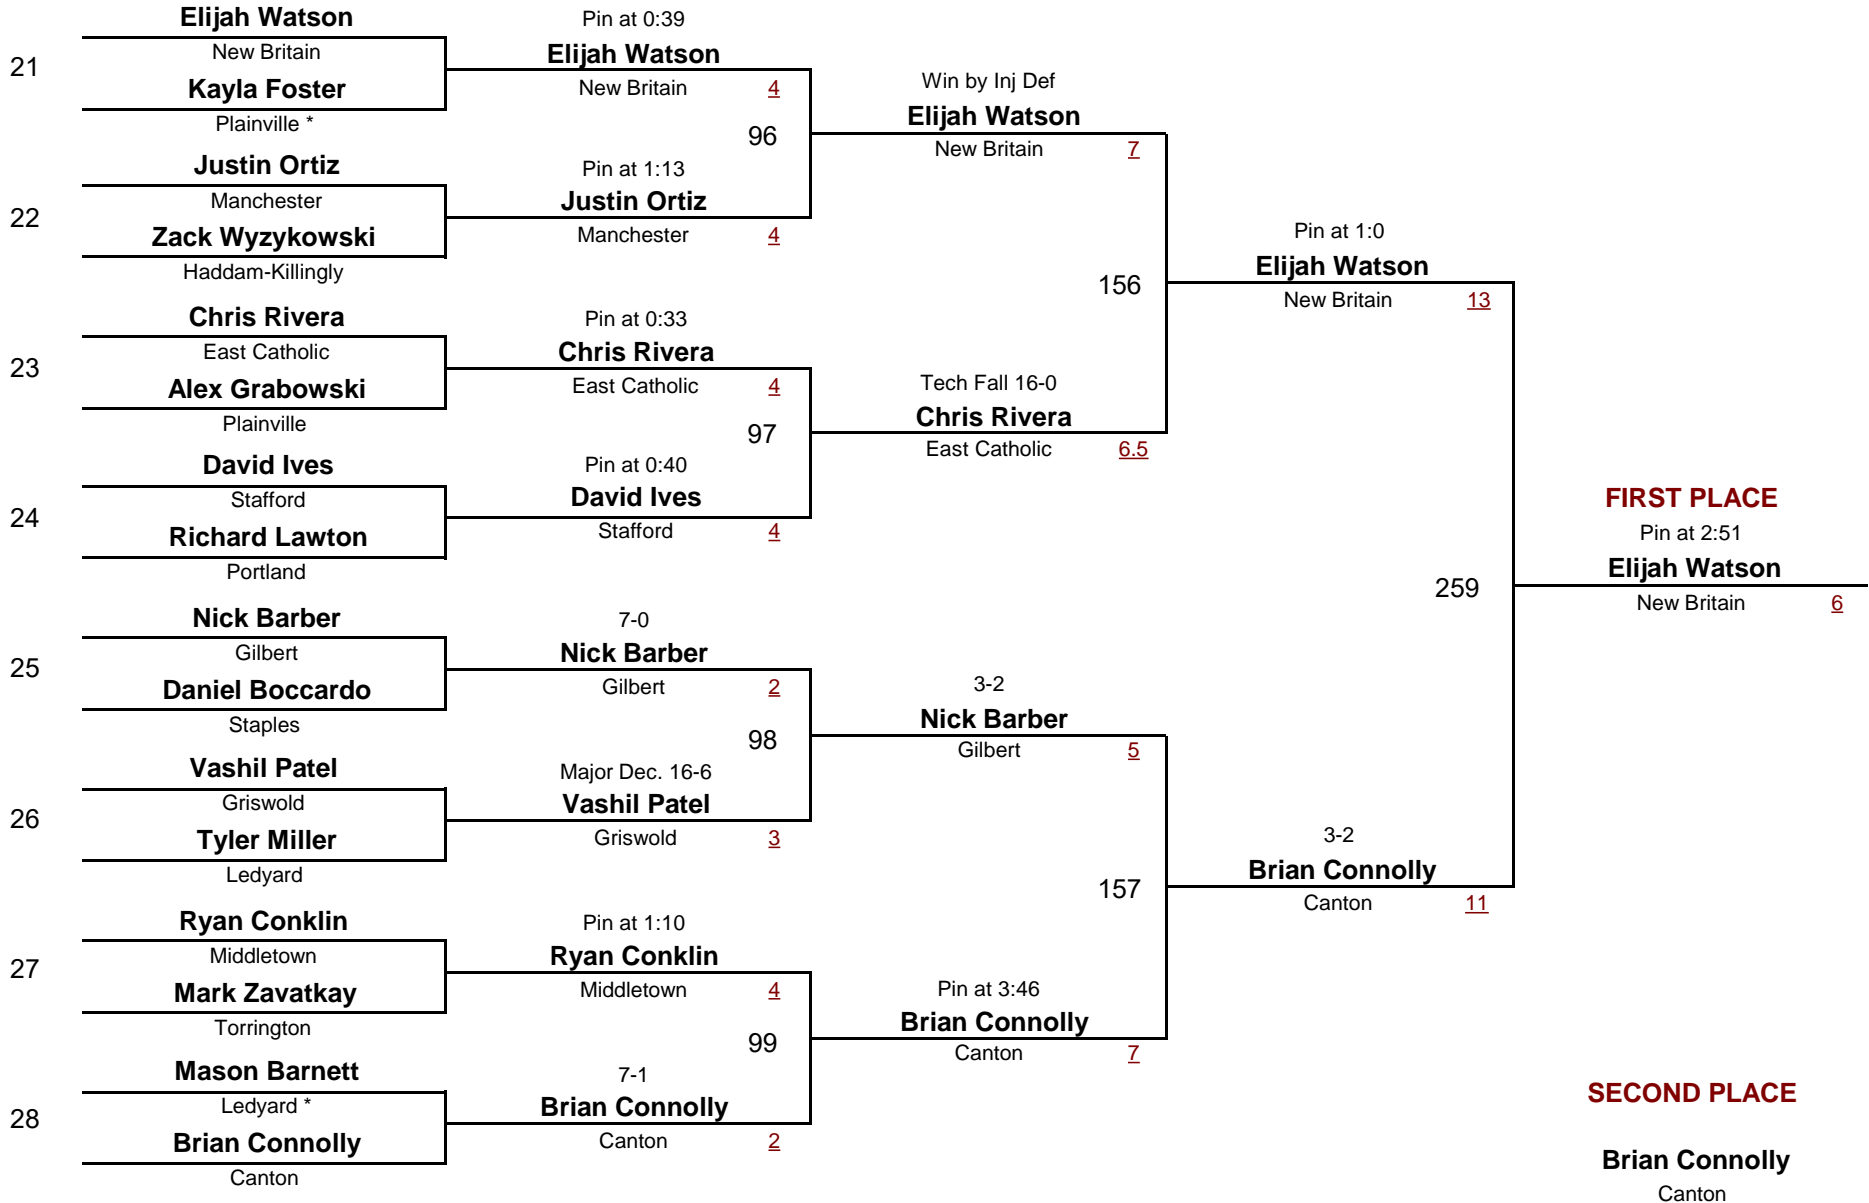 Elijah Watson
New Britain
21
Kayla Foster
Plainville *
Justin Ortiz
Manchester
22
Zack Wyzykowski
Haddam-Killingly
Chris Rivera
East Catholic
23
Alex Grabowski
Plainville
David Ives
Stafford
24
Richard Lawton
Portland
Nick Barber
Gilbert
25
Daniel Boccardo
Staples
Vashil Patel
Griswold
26
Tyler Miller
Ledyard
Ryan Conklin
Middletown
27
Mark Zavatkay
Torrington
Mason Barnett
Ledyard *
28
Brian Connolly
Canton
Pin at 0:39
Elijah Watson
New Britain 4
96
Pin at 1:13
Justin Ortiz
Manchester 4
Pin at 0:33
Chris Rivera
East Catholic 4
97
Pin at 0:40
David Ives
Stafford 4
7-0
Nick Barber
Gilbert 2
98
Major Dec. 16-6
Vashil Patel
Griswold 3
Pin at 1:10
Ryan Conklin
Middletown 4
99
7-1
Brian Connolly
Canton 2
Win by Inj Def
Elijah Watson
New Britain 7
156
Tech Fall 16-0
Chris Rivera
East Catholic 6.5
3-2
Nick Barber
Gilbert 5
157
Pin at 3:46
Brian Connolly
Canton 7
Pin at 1:0
Elijah Watson
New Britain 13
259
3-2
Brian Connolly
Canton 11
FIRST PLACE
Pin at 2:51
Elijah Watson
New Britain 6
SECOND PLACE
Brian Connolly
Canton